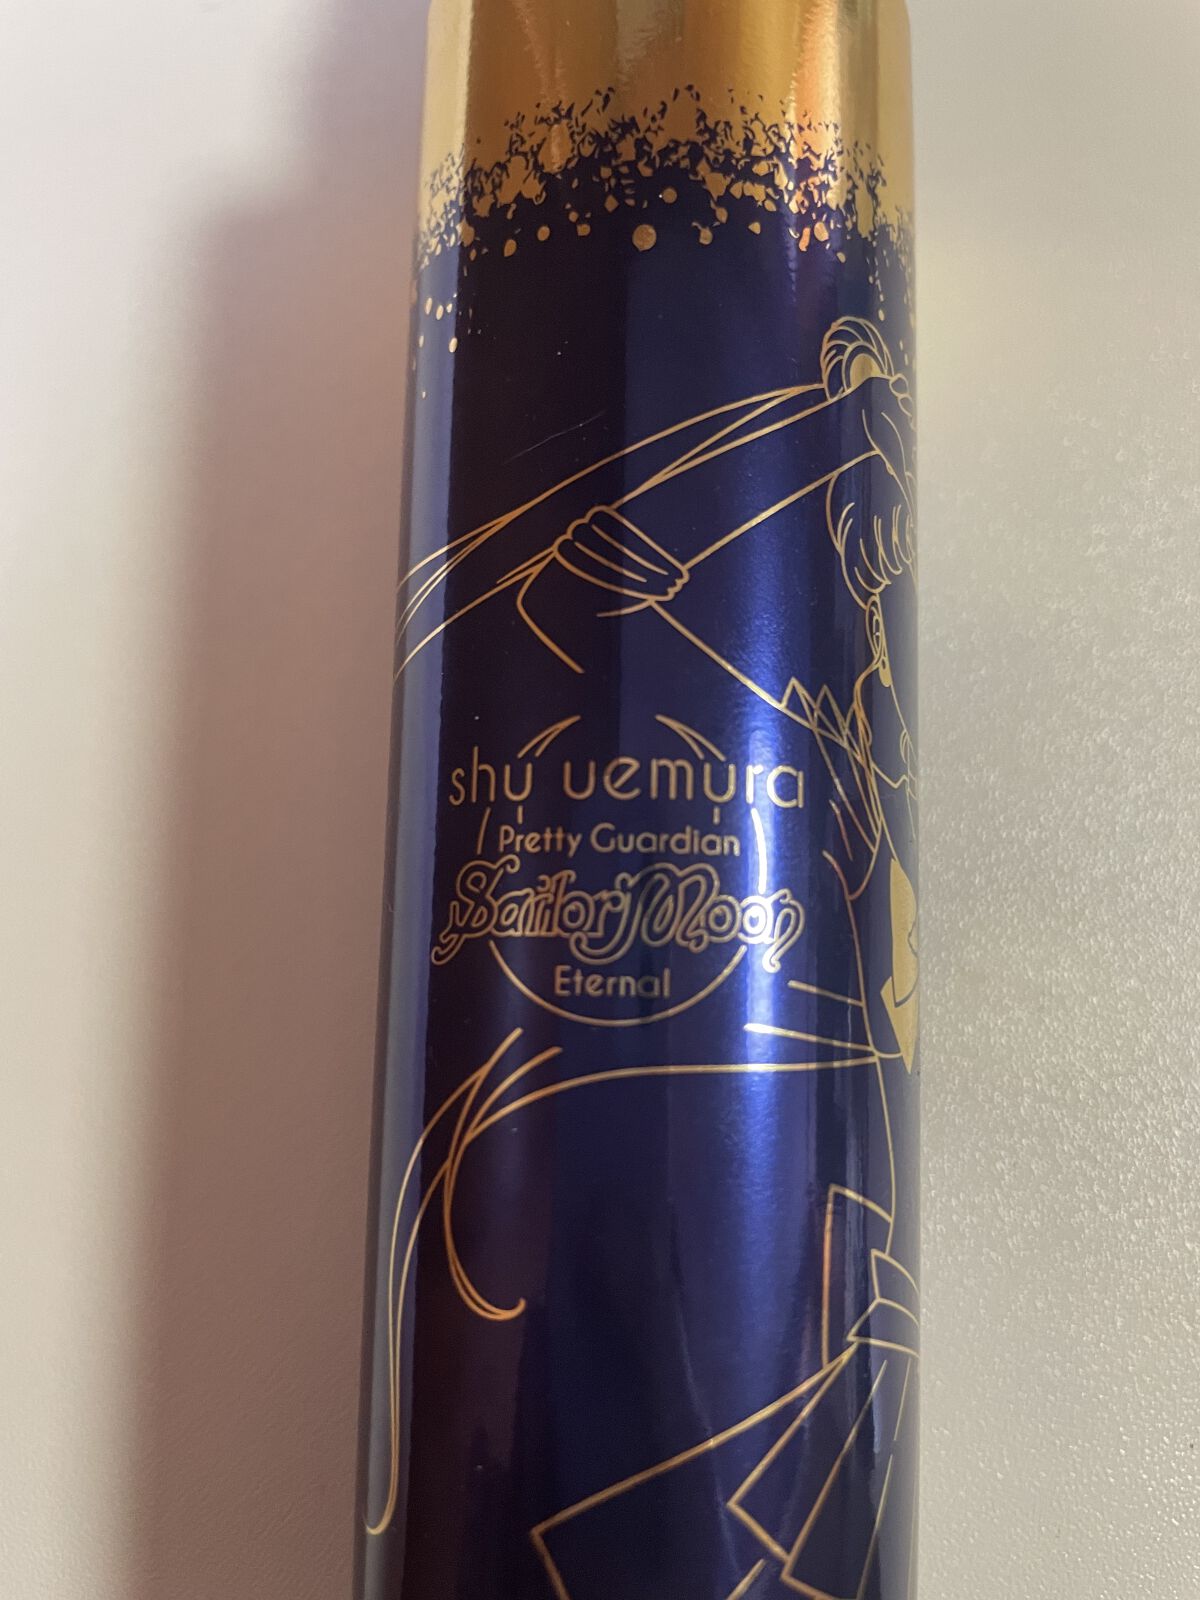 shu uemura
Pretty Guardian
Sailor Moon
Eternal